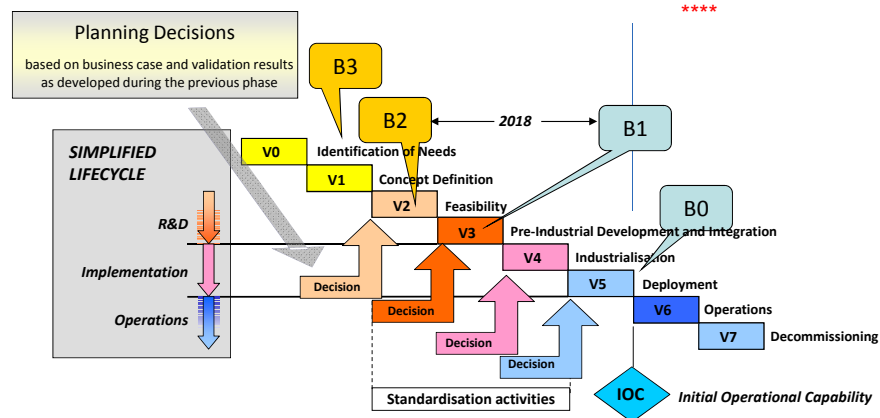 ****
Planning Decisions
based on business case and validation results
as developed during the previous phase
B3
B2
2018
B1
SIMPLIFIED
LIFECYCLE
V0
Identification of Needs
V1
Concept Definition
V2
Feasibility
B0
R&D
V3
Pre-Industrial Development and Integration
V4
Industrialisation
Implementation
Decision
V5
Deployment
Operations
Decision
V6
Operations
Decision
V7
Decommissioning
Decision
Standardisation activities
IOC
Initial Operational Capability